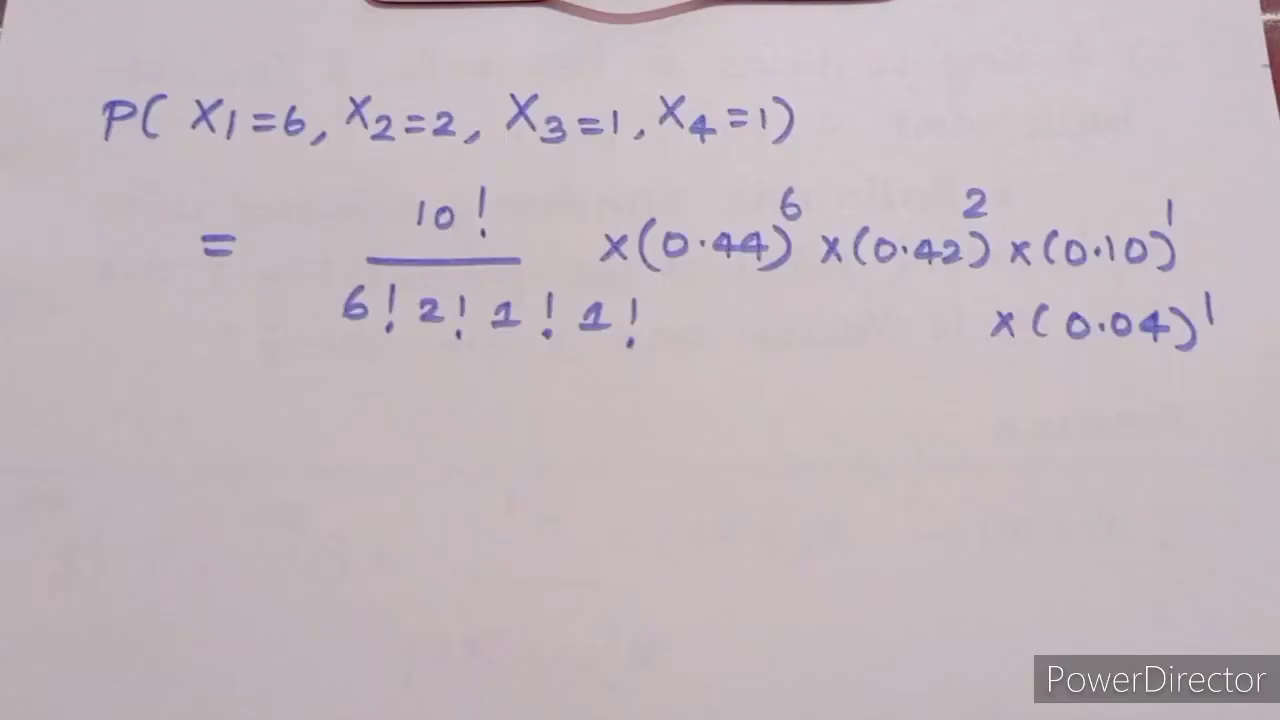 P( X1=6, X2=2, X3=1, X4=1)
10!
= ×(0.44)^6 ×(0.42)^2 ×(0.10)^1
6! 2! 1! 1! ×(0.04)^1
PowerDirector